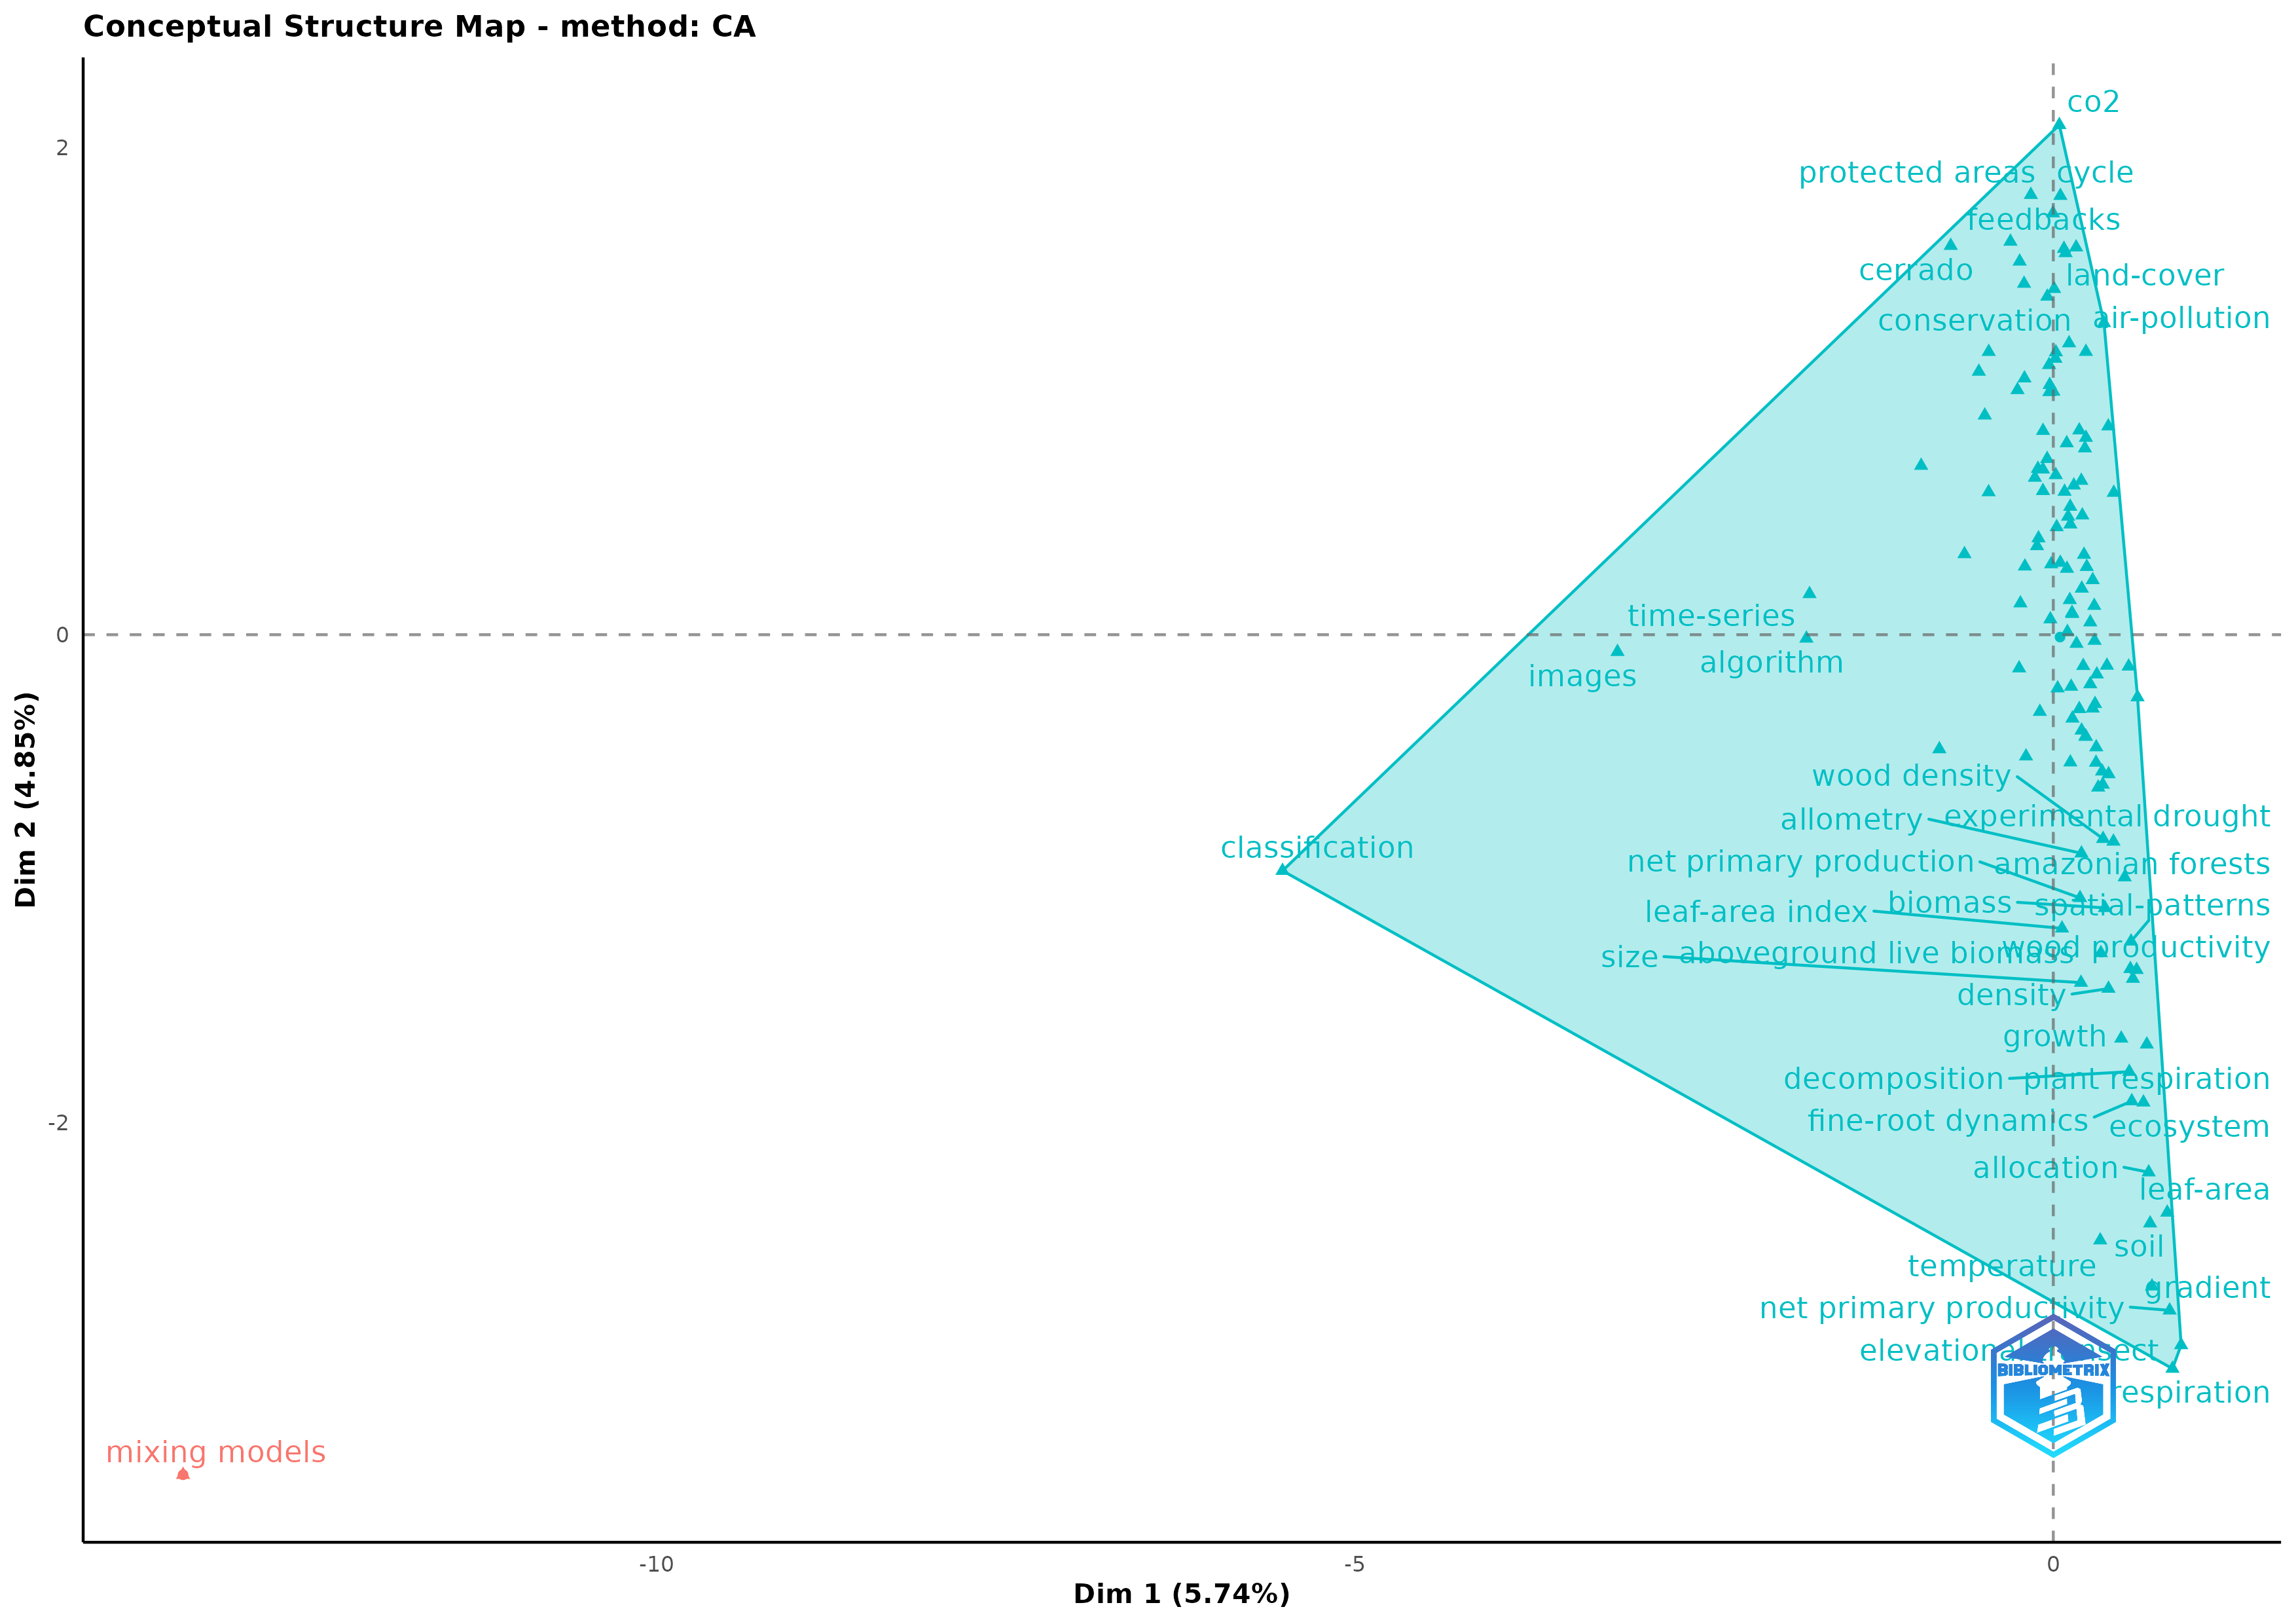 Conceptual Structure Map - method: CA
co2
protected areas
cycle
feedbacks
cerrado
land-cover
conservation
air-pollution
time-series
algorithm
images
wood density
experimental drought
allometry
classification
net primary production
amazonian forests
biomass
spatial-patterns
leaf-area index
wood productivity
aboveground live biomass
size
density
growth
decomposition
plant respiration
fine-root dynamics
ecosystem
allocation
leaf-area
soil
temperature
gradient
net primary productivity
elevational transect
BIBLIOMETRIX
respiration
mixing models
2
0
-2
-10
-5
0
Dim 1 (5.74%)
Dim 2 (4.85%)